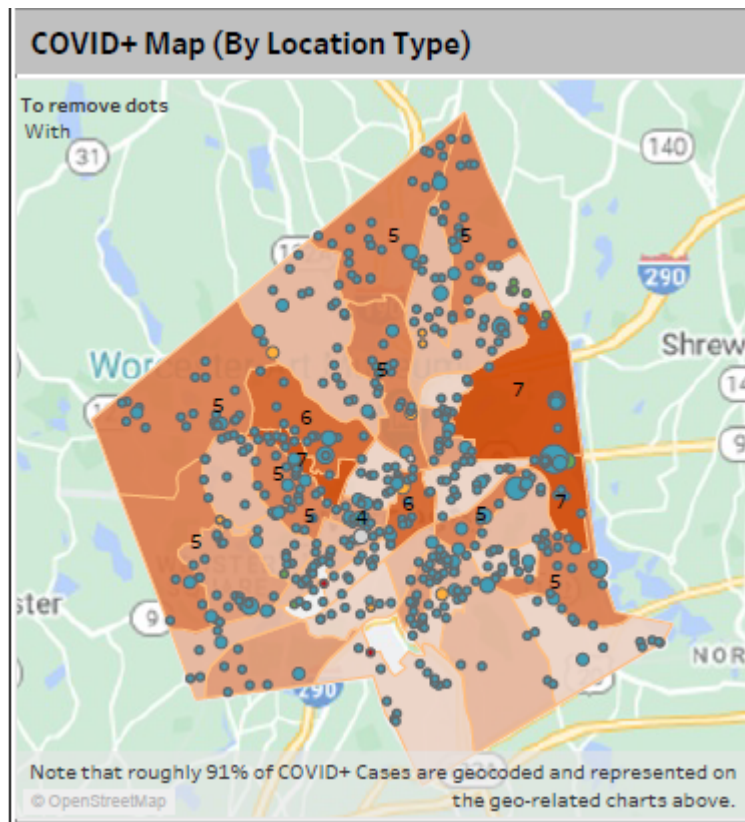 COVID+ Map (By Location Type)
To remove dots
With
31
140
5
5
290
Shrew
5
7
5
6
7
5
5
4
6
5
7
5
5
ster
9
NOR
290
Note that roughly 91% of COVID+ Cases are geocoded and represented on
© OpenStreetMap
the geo-related charts above.